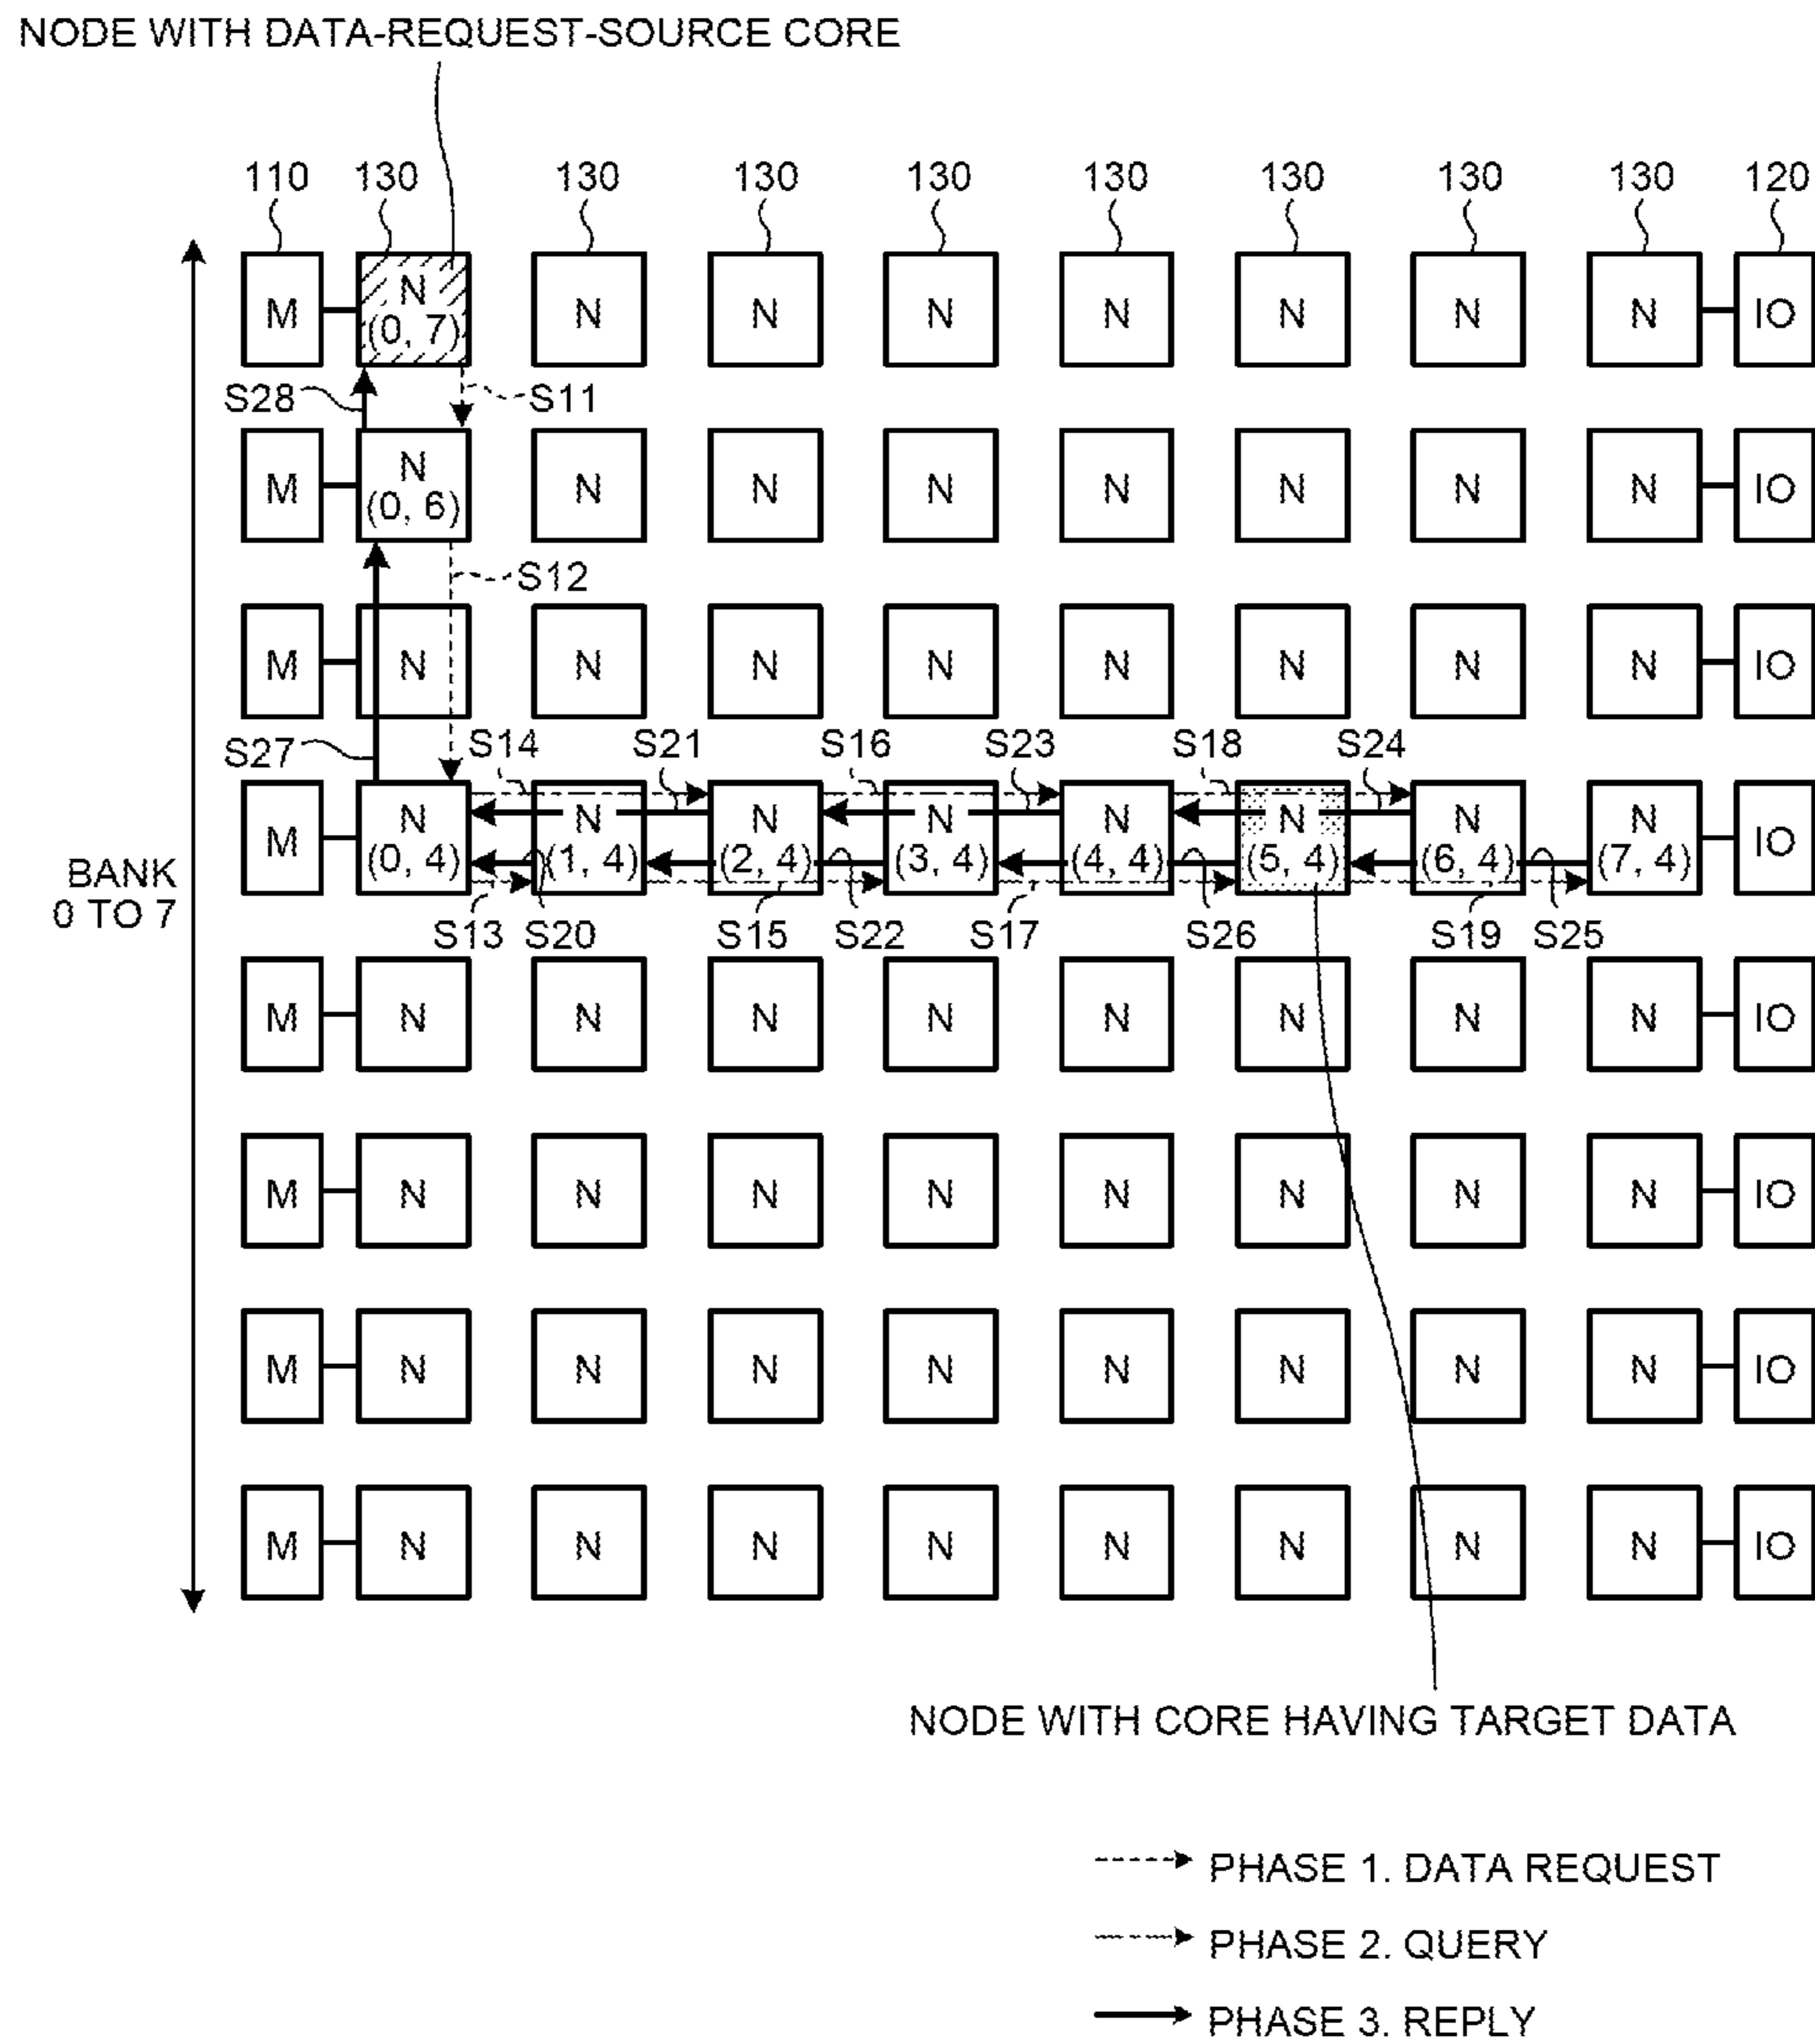 NODE WITH DATA-REQUEST-SOURCE CORE
110 130 130 130 130 130 130 130 130 120
M N N N N N N N N IO
(0, 7)
S28 S11
M N N N N N N N N IO
(0, 6)
S12
M N N N N N N N N IO
S27 S14 S21 S16 S23 S18 S24
M N N N N N N N N IO
(0, 4) (1, 4) (2, 4) (3, 4) (4, 4) (5, 4) (6, 4) (7, 4)
BANK
0 TO 7
S13 S20 S15 S22 S17 S26 S19 S25
M N N N N N N N N IO
M N N N N N N N N IO
M N N N N N N N N IO
M N N N N N N N N IO
NODE WITH CORE HAVING TARGET DATA
PHASE 1. DATA REQUEST
PHASE 2. QUERY
PHASE 3. REPLY